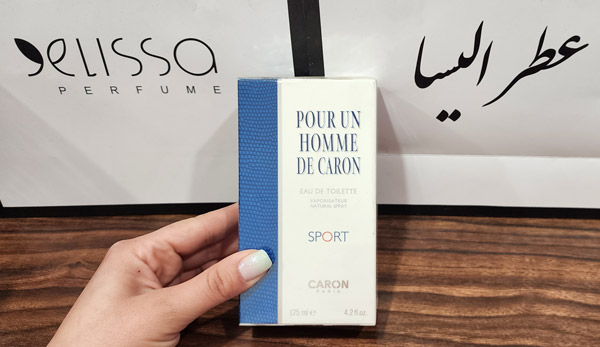 elissa
PERFUME
عطر اليسا
POUR UN
HOMME
DE CARON
EAU DE TOILETTE
VAPORISATEUR
NATURAL SPRAY
SPORT
CARON
PARIS
125 ml e 4.2 fl.oz.